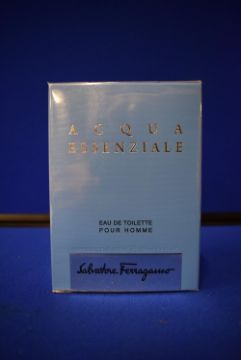 ACQUA
ESSENZIALE
EAU DE TOILETTE
POUR HOMME
Salvatore Ferragamo